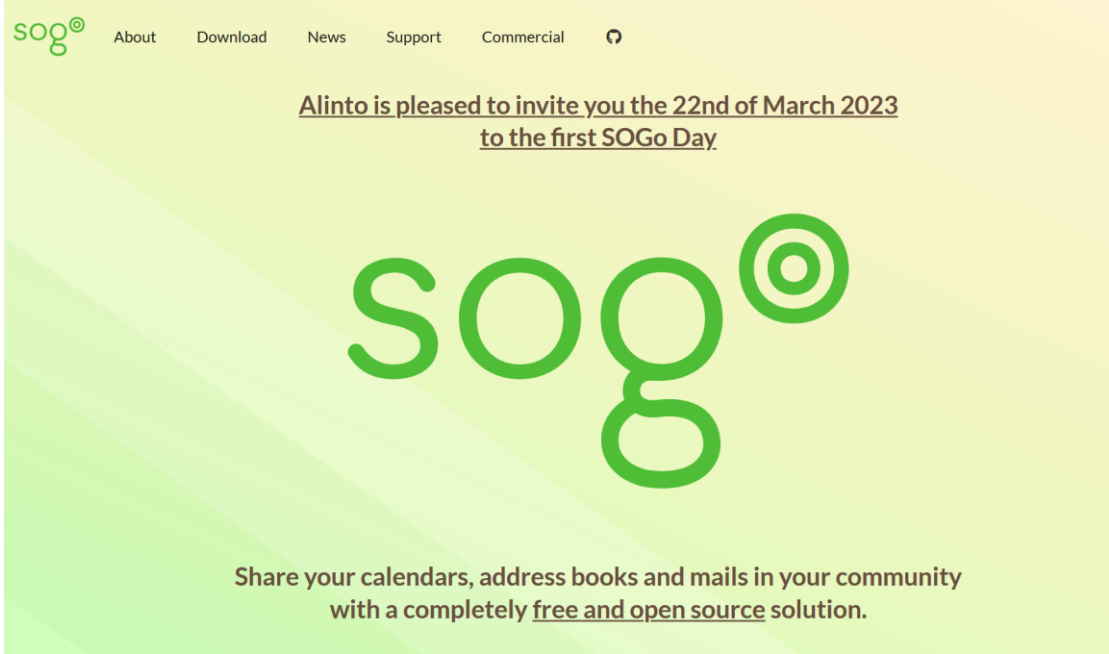 sogo
About Download News Support Commercial
Alinto is pleased to invite you the 22nd of March 2023
to the first SOGo Day
sogo
Share your calendars, address books and mails in your community
with a completely free and open source solution.